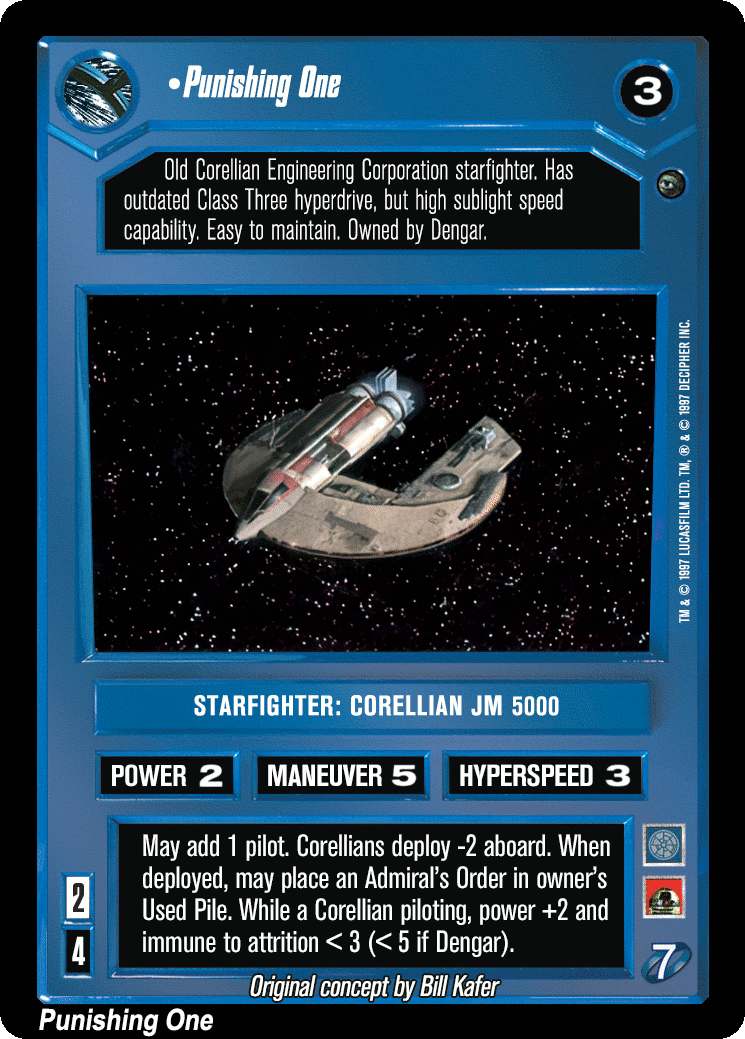 •Punishing One
3
Old Corellian Engineering Corporation starfighter. Has
outdated Class Three hyperdrive, but high sublight speed
capability. Easy to maintain. Owned by Dengar.
TM & © 1997 LUCASFILM LTD. TM, ® & © 1997 DECIPHER INC.
STARFIGHTER: CORELLIAN JM 5000
POWER 2 MANEUVER 5 HYPERSPEED 3
May add 1 pilot. Corellians deploy -2 aboard. When
deployed, may place an Admiral's Order in owner's
Used Pile. While a Corellian piloting, power +2 and
immune to attrition < 3 (< 5 if Dengar).
2
4
7
Original concept by Bill Kafer
Punishing One